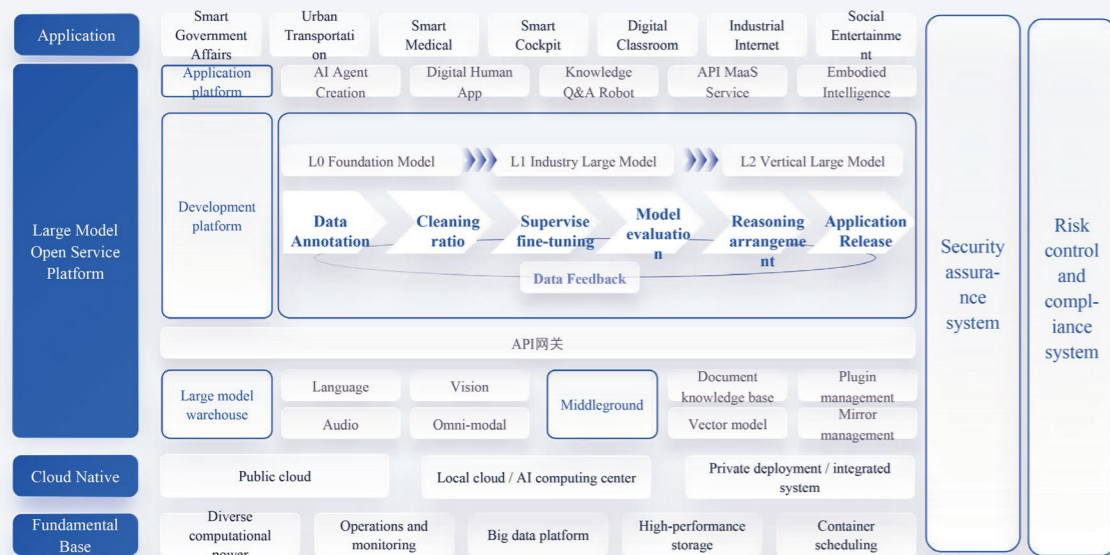 Application
Smart
Government
Affairs
Urban
Transportati
on
Smart
Medical
Smart
Cockpit
Digital
Classroom
Industrial
Internet
Social
Entertainme
nt
Large Model
Open Service
Platform
Application
platform
AI Agent
Creation
Digital Human
App
Knowledge
Q&A Robot
API MaaS
Service
Embodied
Intelligence
Development
platform
L0 Foundation Model
L1 Industry Large Model
L2 Vertical Large Model
Data
Annotation
Cleaning
ratio
Supervise
fine-tuning
Model
evaluatio
n
Reasoning
arrangeme
nt
Application
Release
Data Feedback
API网关
Large model
warehouse
Language
Vision
Audio
Omni-modal
Middleground
Document
knowledge base
Plugin
management
Vector model
Mirror
management
Cloud Native
Public cloud
Local cloud / AI computing center
Private deployment / integrated
system
Fundamental
Base
Diverse
computational
power
Operations and
monitoring
Big data platform
High-performance
storage
Container
scheduling
Security
assura-
nce
system
Risk
control
and
compl-
iance
system